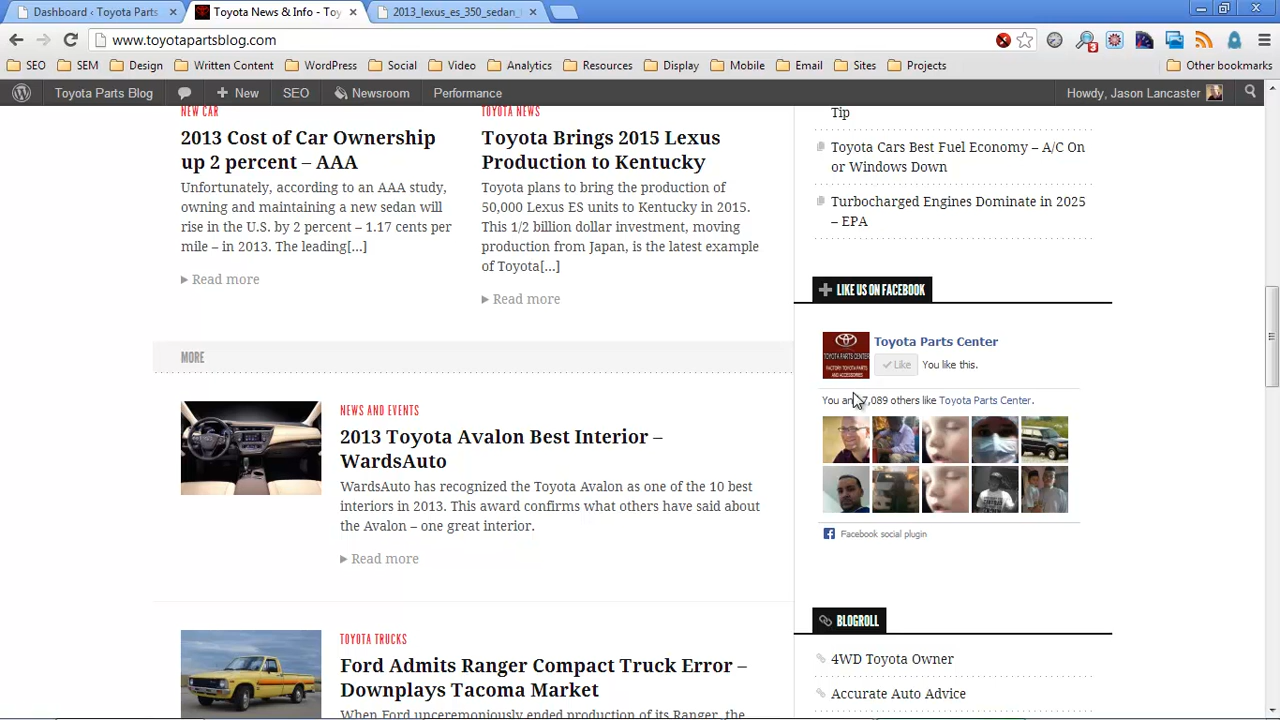 Dashboard ‹ Toyota Parts
Toyota News & Info - Toy
2013_lexus_es_350_sedan_
www.toyotapartsblog.com
3
SEO
SEM
Design
Written Content
WordPress
Social
Video
Analytics
Resources
Display
Mobile
Email
Sites
Projects
Other bookmarks
Toyota Parts Blog
New
SEO
Newsroom
Performance
Howdy, Jason Lancaster
NEW CAR
2013 Cost of Car Ownership
up 2 percent – AAA
Unfortunately, according to an AAA study,
owning and maintaining a new sedan will
rise in the U.S. by 2 percent – 1.17 cents per
mile – in 2013. The leading[...]
Read more
TOYOTA NEWS
Toyota Brings 2015 Lexus
Production to Kentucky
Toyota plans to bring the production of
50,000 Lexus ES units to Kentucky in 2015.
This 1/2 billion dollar investment, moving
production from Japan, is the latest example
of Toyota[...]
Read more
MORE
NEWS AND EVENTS
2013 Toyota Avalon Best Interior –
WardsAuto
WardsAuto has recognized the Toyota Avalon as one of the 10 best
interiors in 2013. This award confirms what others have said about
the Avalon – one great interior.
Read more
TOYOTA TRUCKS
Ford Admits Ranger Compact Truck Error –
Downplays Tacoma Market
When Ford unceremoniously ended production of its Ranger, the
Tip
Toyota Cars Best Fuel Economy – A/C On
or Windows Down
Turbocharged Engines Dominate in 2025
– EPA
LIKE US ON FACEBOOK
TOYOTA PARTS CENTER
FACTORY TOYOTA PARTS
AND ACCESSORIES
Toyota Parts Center
Like
You like this.
You an 7,089 others like Toyota Parts Center.
Facebook social plugin
BLOGROLL
4WD Toyota Owner
Accurate Auto Advice